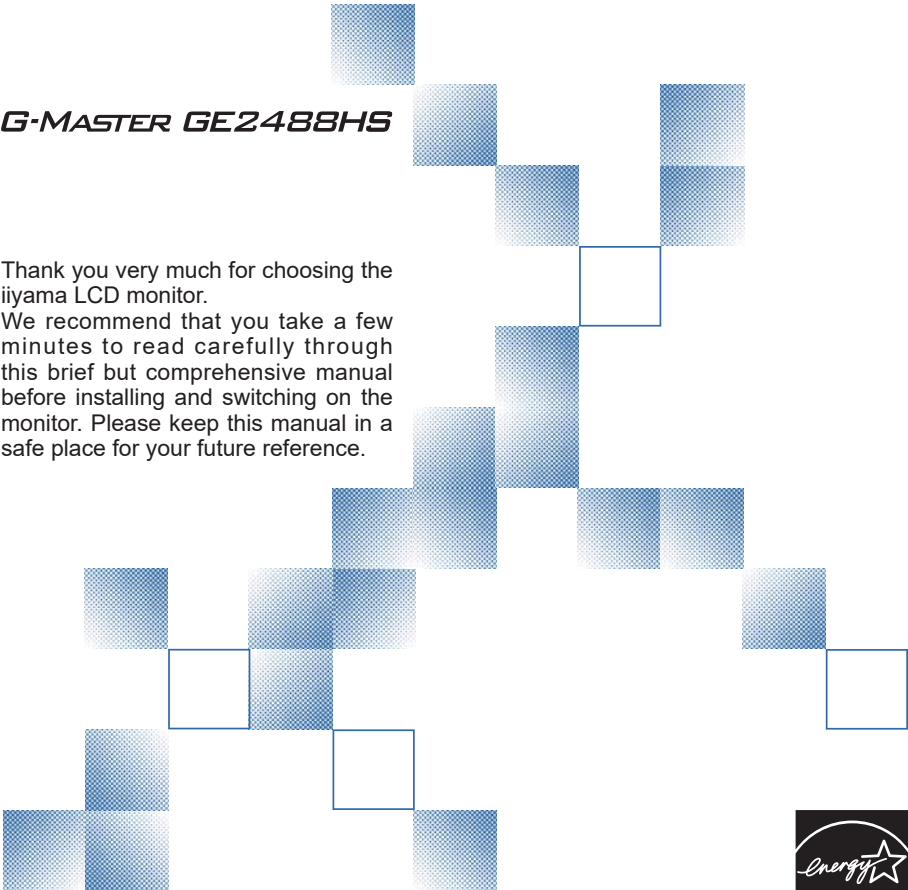 G-MASTER GE2488HS
Thank you very much for choosing the
iiyama LCD monitor.
We recommend that you take a few
minutes to read carefully through
this brief but comprehensive manual
before installing and switching on the
monitor. Please keep this manual in a
safe place for your future reference.
energy